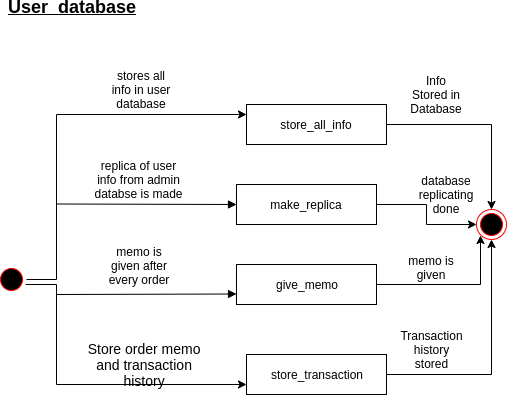 User_database
stores all
info in user
database
Info
Stored in
Database
store_all_info
replica of user
info from admin
databse is made
database
replicating
done
make_replica
memo is
given after
every order
memo is
given
give_memo
Store order memo
and transaction
history
Transaction
history
stored
store_transaction